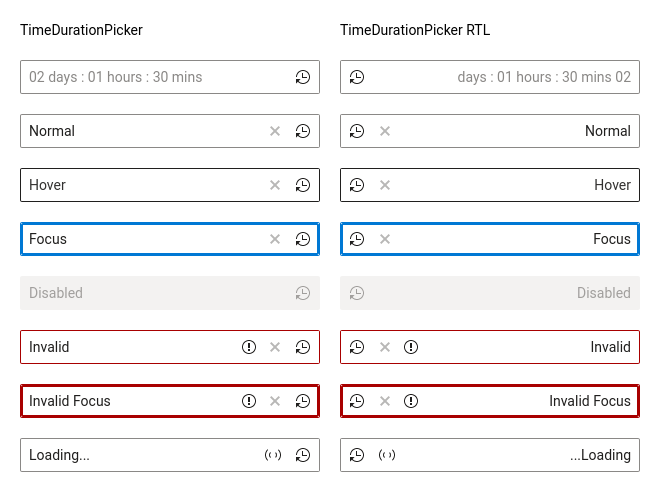 TimeDurationPicker
TimeDurationPicker RTL
02 days : 01 hours : 30 mins
days : 01 hours : 30 mins 02
Normal
Normal
Hover
Hover
Focus
Focus
Disabled
Disabled
Invalid
Invalid
Invalid Focus
Invalid Focus
Loading...
...Loading